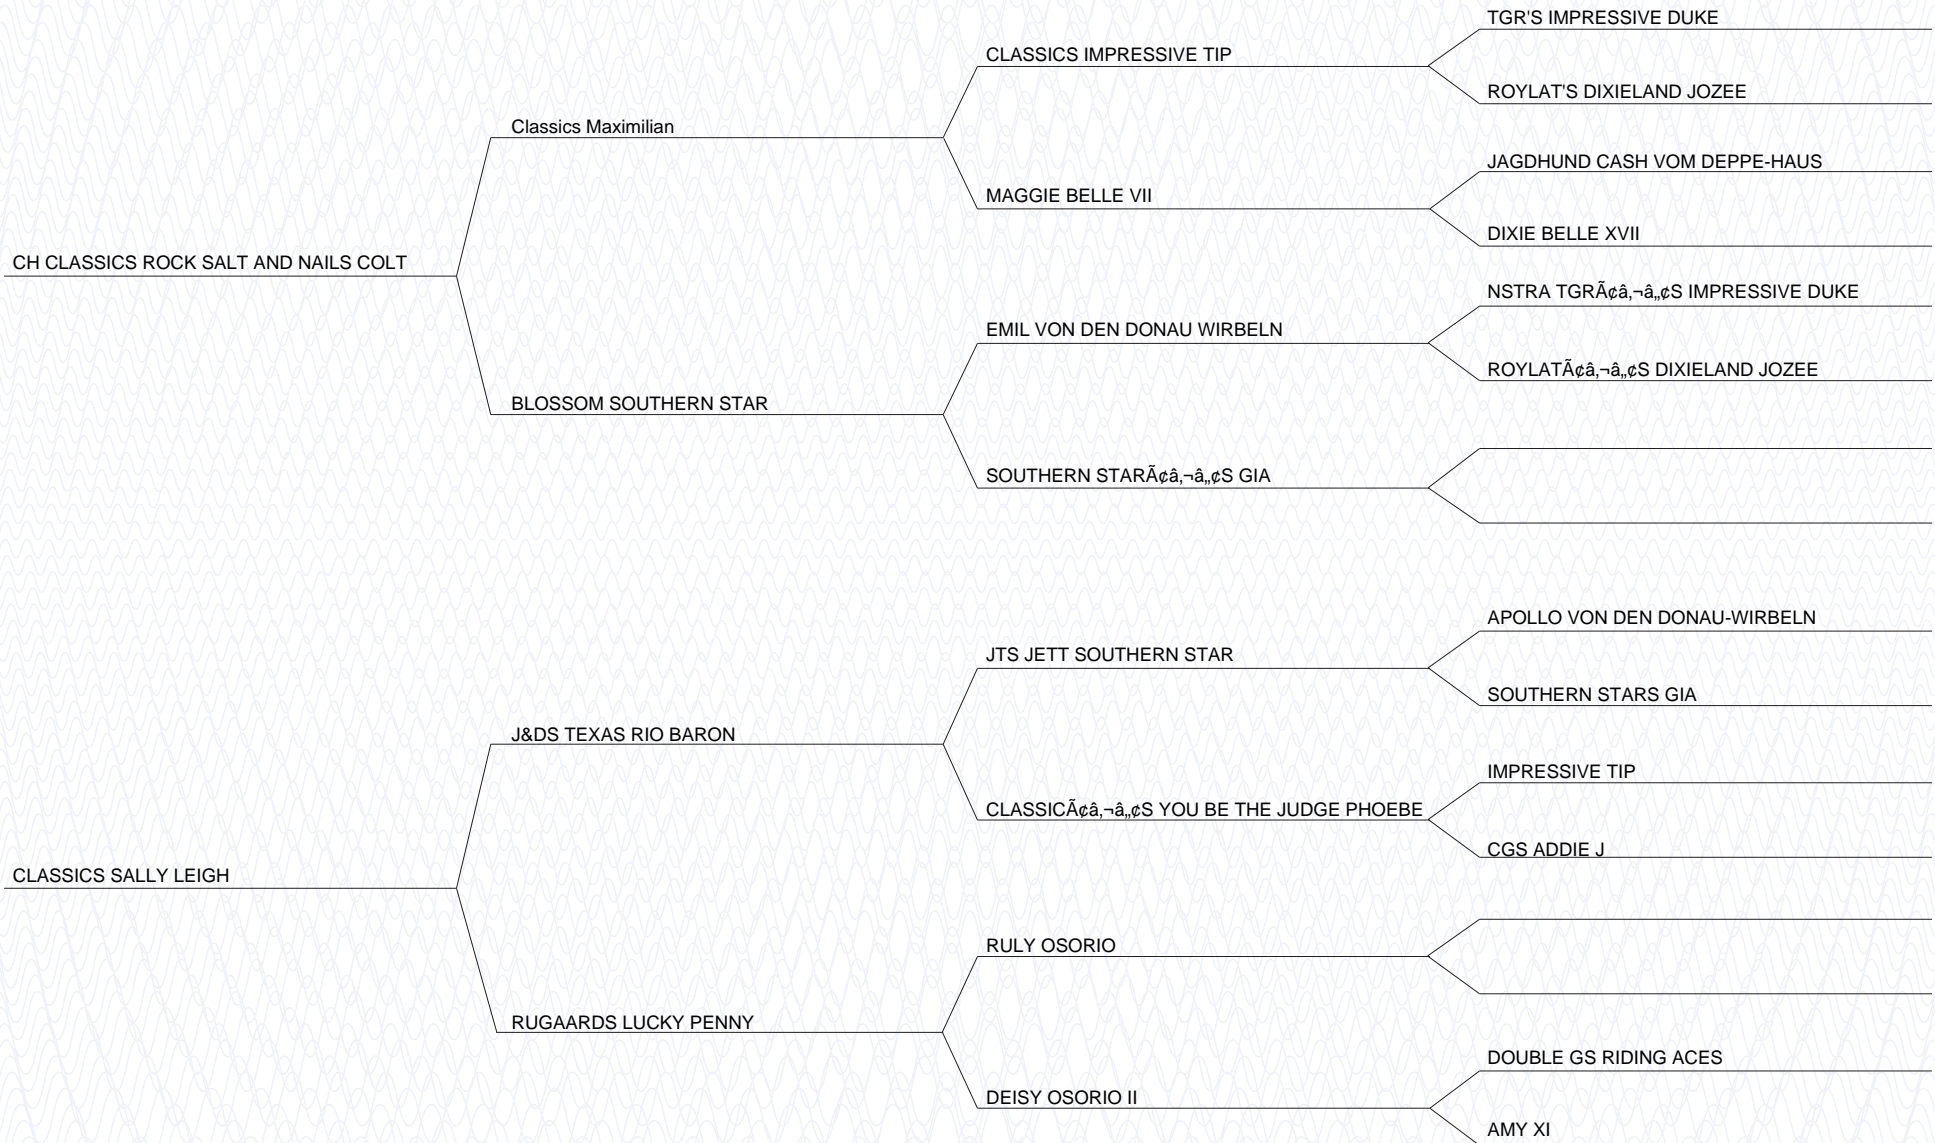 TGR'S IMPRESSIVE DUKE
CLASSICS IMPRESSIVE TIP
ROYLAT'S DIXIELAND JOZEE
Classics Maximilian
JAGDHUND CASH VOM DEPPE-HAUS
MAGGIE BELLE VII
DIXIE BELLE XVII
CH CLASSICS ROCK SALT AND NAILS COLT
NSTRA TGRÃ¢â‚¬â„¢S IMPRESSIVE DUKE
EMIL VON DEN DONAU WIRBELN
ROYLATÃ¢â‚¬â„¢S DIXIELAND JOZEE
BLOSSOM SOUTHERN STAR
SOUTHERN STARÃ¢â‚¬â„¢S GIA
APOLLO VON DEN DONAU-WIRBELN
JTS JETT SOUTHERN STAR
SOUTHERN STARS GIA
J&DS TEXAS RIO BARON
IMPRESSIVE TIP
CLASSICÃ¢â‚¬â„¢S YOU BE THE JUDGE PHOEBE
CGS ADDIE J
CLASSICS SALLY LEIGH
RULY OSORIO
RUGAARDS LUCKY PENNY
DOUBLE GS RIDING ACES
DEISY OSORIO II
AMY XI